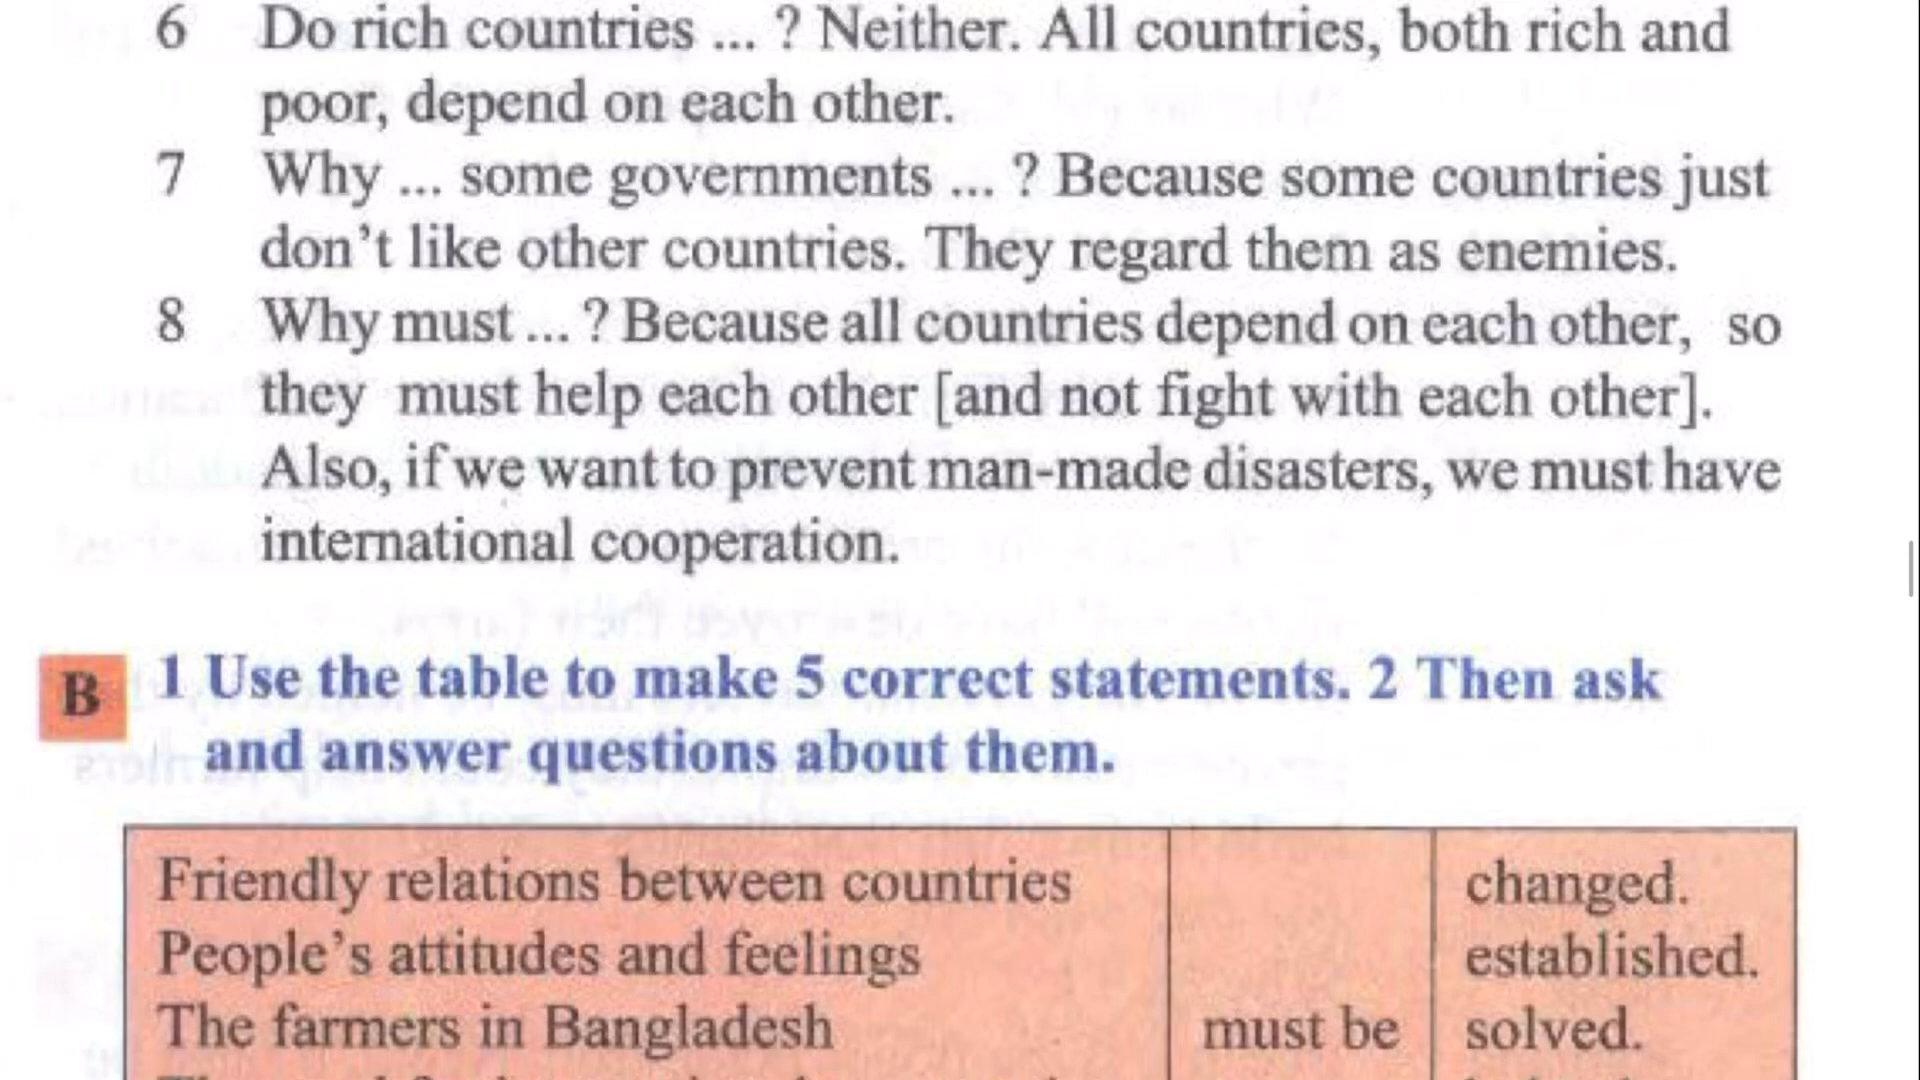 6 Do rich countries ... ? Neither. All countries, both rich and
poor, depend on each other.
7 Why ... some governments ... ? Because some countries just
don't like other countries. They regard them as enemies.
8 Why must ... ? Because all countries depend on each other, so
they must help each other [and not fight with each other].
Also, if we want to prevent man-made disasters, we must have
international cooperation.
B 1 Use the table to make 5 correct statements. 2 Then ask
and answer questions about them.
Friendly relations between countries changed.
People's attitudes and feelings established.
The farmers in Bangladesh must be solved.